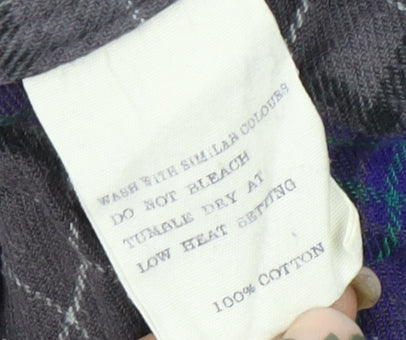 WASH WITH SIMILAR COLOURS
DO NOT BLEACH
TUMBLE DRY AT
LOW HEAT SETTING
100% COTTON